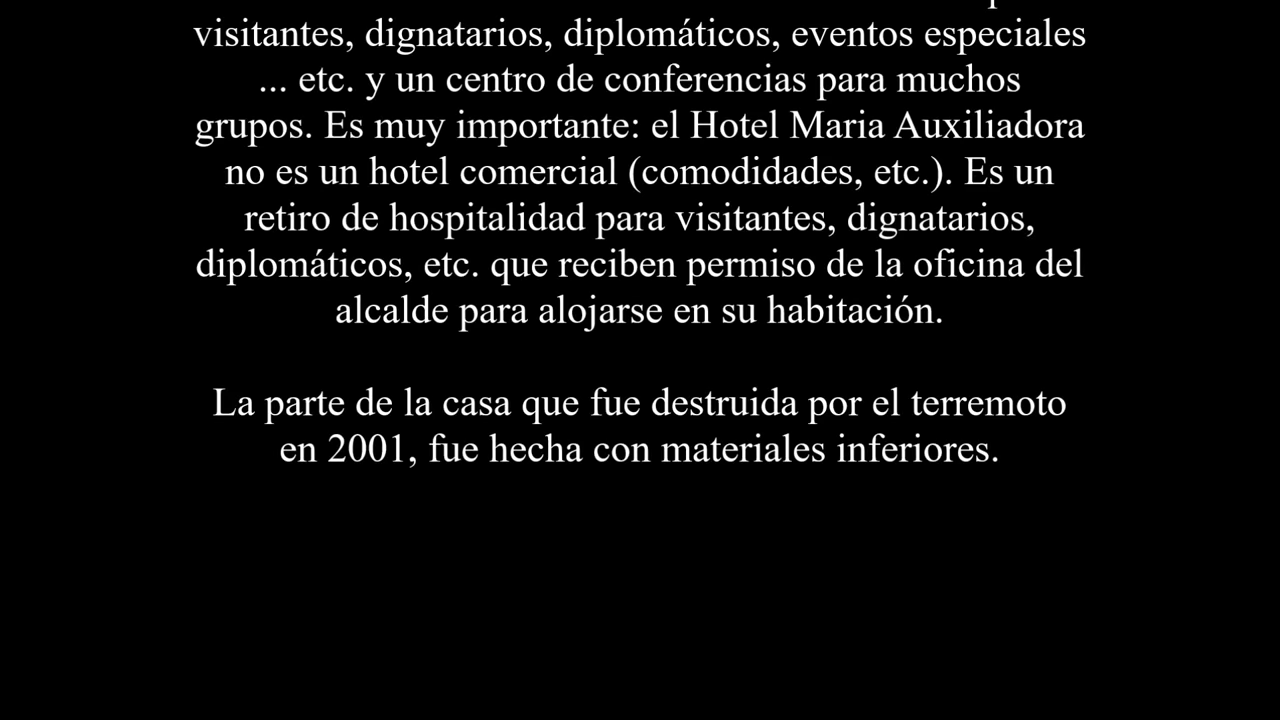 visitantes, dignatarios, diplomáticos, eventos especiales
... etc. y un centro de conferencias para muchos
grupos. Es muy importante: el Hotel Maria Auxiliadora
no es un hotel comercial (comodidades, etc.). Es un
retiro de hospitalidad para visitantes, dignatarios,
diplomáticos, etc. que reciben permiso de la oficina del
alcalde para alojarse en su habitación.
La parte de la casa que fue destruida por el terremoto
en 2001, fue hecha con materiales inferiores.